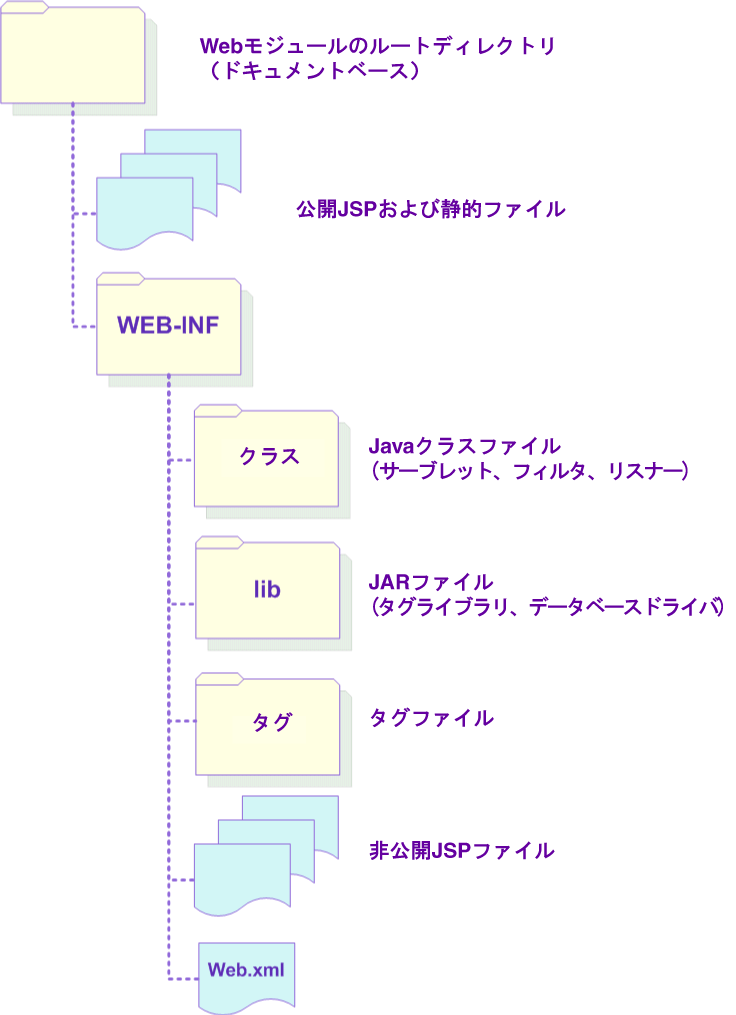 Webモジュールのルートディレクトリ
（ドキュメントベース）
公開JSPおよび静的ファイル
WEB-INF
クラス
Javaクラスファイル
（サーブレット、フィルタ、リスナー）
lib
JARファイル
（タグライブラリ、データベースドライバ）
タグ
タグファイル
非公開JSPファイル
Web.xml